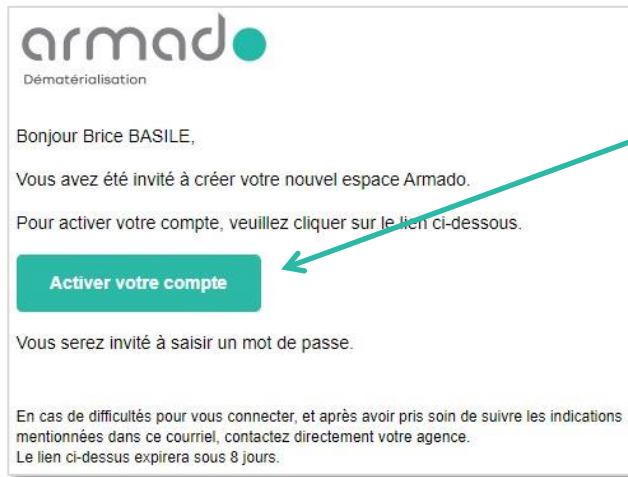 armado
Dématérialisation
Bonjour Brice BASILE,
Vous avez été invité à créer votre nouvel espace Armado.
Pour activer votre compte, veuillez cliquer sur le lien ci-dessous.
Activer votre compte
Vous serez invité à saisir un mot de passe.
En cas de difficultés pour vous connecter, et après avoir pris soin de suivre les indications
mentionnées dans ce courriel, contactez directement votre agence.
Le lien ci-dessus expirera sous 8 jours.